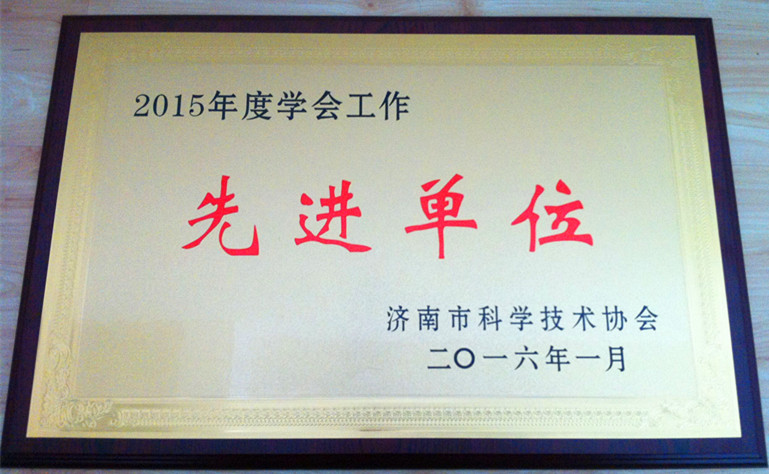 2015年度学会工作
先进单位
济南市科学技术协会
二〇一六年一月